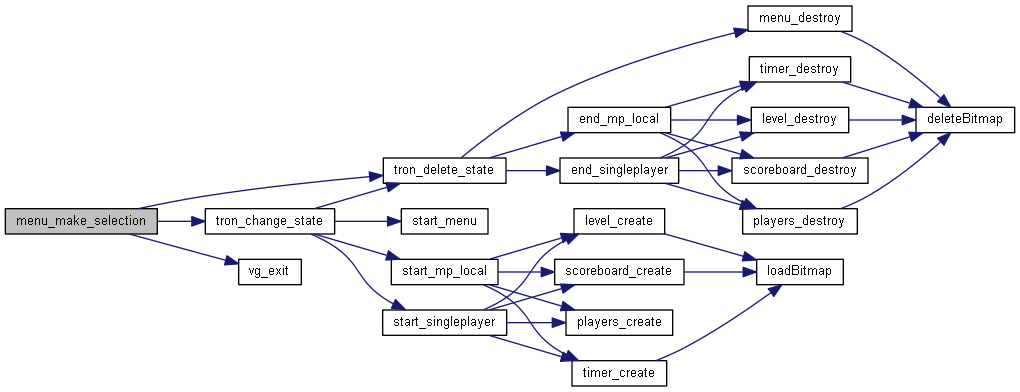 menu_destroy
timer_destroy
end_mp_local
level_destroy
deleteBitmap
tron_delete_state
end_singleplayer
scoreboard_destroy
menu_make_selection
tron_change_state
start_menu
level_create
players_destroy
vg_exit
start_mp_local
scoreboard_create
loadBitmap
start_singleplayer
players_create
timer_create